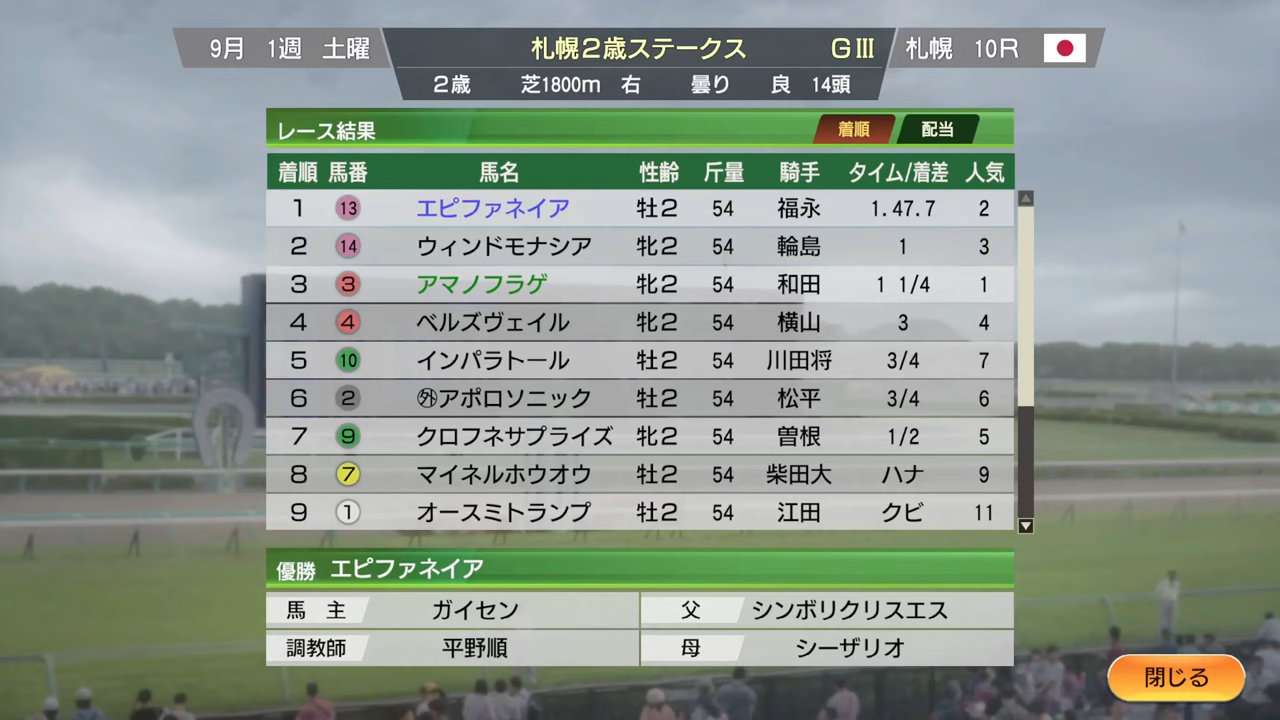 9月 1週 土曜 札幌2歳ステークス GⅢ 札幌 10R
2歳 芝1800m 右 曇り 良 14頭
レース結果 着順 配当
着順 馬番 馬名 性齢 斤量 騎手 タイム/着差 人気
1 13 エピファネイア 牡2 54 福永 1.47.7 2
2 14 ウィンドモナシア 牝2 54 輪島 1 3
3 3 アマノフラゲ 牝2 54 和田 1 1/4 1
4 4 ベルズヴェイル 牝2 54 横山 3 4
5 10 インパラトール 牡2 54 川田将 3/4 7
6 2 ㊕アポロソニック 牡2 54 松平 3/4 6
7 9 クロフネサプライズ 牝2 54 曽根 1/2 5
8 7 マイネルホウオウ 牡2 54 柴田大 ハナ 9
9 1 オースミトランプ 牡2 54 江田 クビ 11
優勝 エピファネイア
馬主 ガイセン 父 シンボリクリスエス
調教師 平野順 母 シーザリオ
閉じる